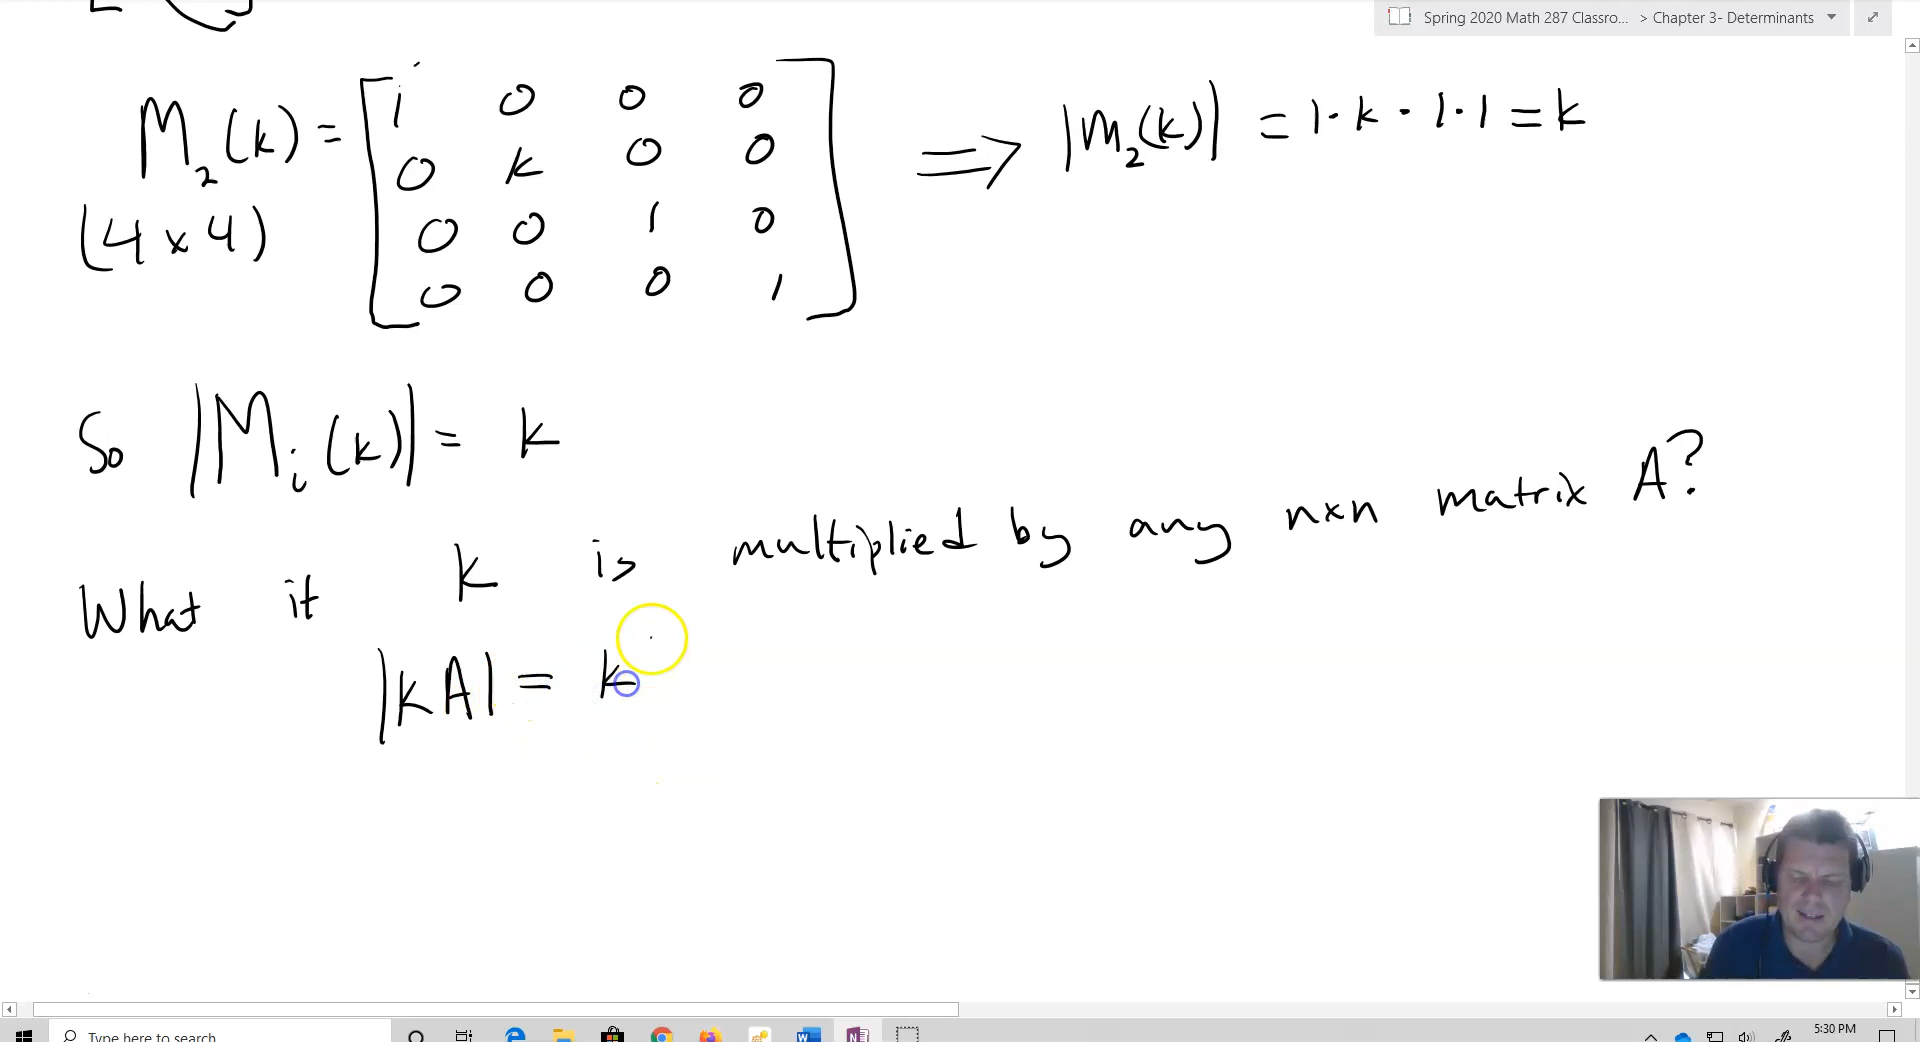 Spring 2020 Math 287 Classro... > Chapter 3- Determinants
M₂(k) = [1 0 0 0
0 k 0 0
0 0 1 0
0 0 0 1]
(4 x 4)
⟹ |M₂(k)| = 1 · k · 1 · 1 = k
So |Mᵢ(k)| = k
What if k is multiplied by any n×n matrix A?
|kA| = k
Type here to search
5:30 PM